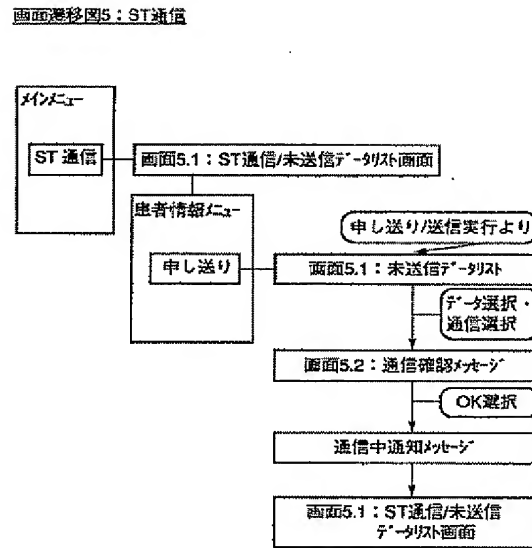 画面遷移図5:ST通信
メインメニュー
ST 通信
画面5.1:ST通信/未送信データリスト画面
患者情報メニュー
申し送り/送信実行より
申し送り
画面5.1:未送信データリスト
データ選択・
通信選択
画面5.2:通信確認メッセージ
OK選択
通信中通知メッセージ
画面5.1:ST通信/未送信
データリスト画面